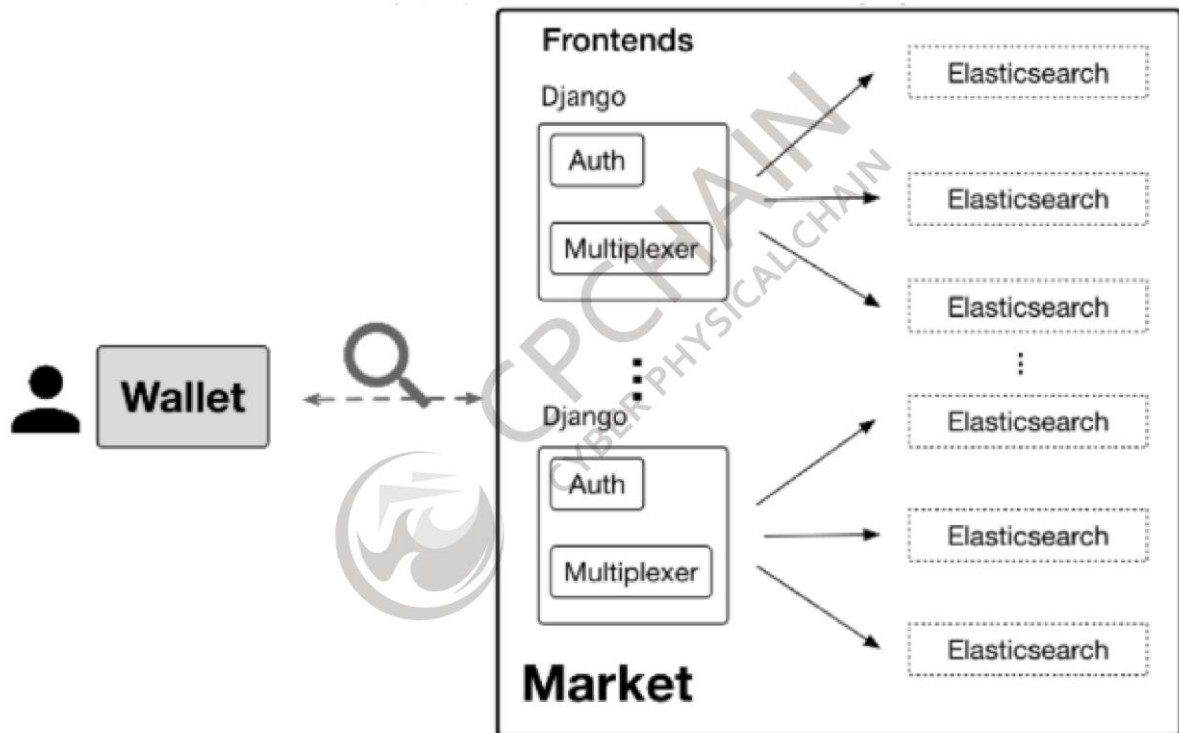 Frontends
Django
Auth
Multiplexer
Elasticsearch
Elasticsearch
Elasticsearch
Wallet
Django
Auth
Multiplexer
Elasticsearch
Elasticsearch
Elasticsearch
Market
CPCHAIN
CYBER PHYSICAL CHAIN